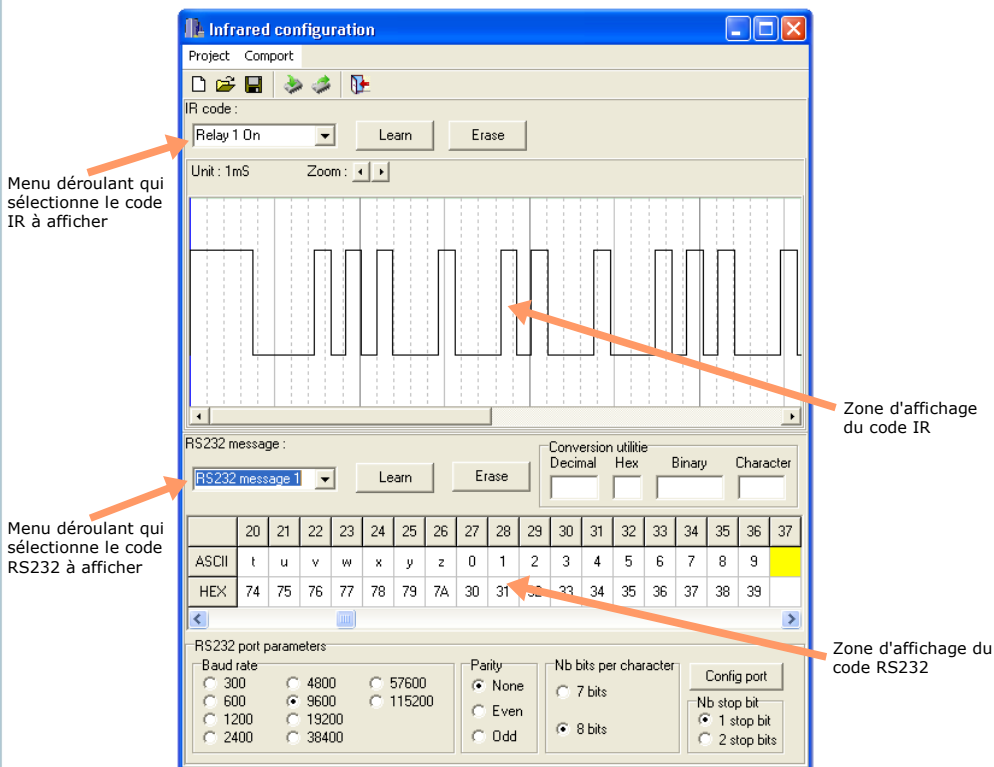 Infrared configuration
Project Comport
IR code :
Relay 1 On
Learn
Erase
Unit : 1mS
Zoom :
Menu déroulant qui
sélectionne le code
IR à afficher
Zone d'affichage
du code IR
RS232 message :
RS232 message 1
Learn
Erase
Conversion utilitie
Decimal Hex Binary Character
Menu déroulant qui
sélectionne le code
RS232 à afficher
20 21 22 23 24 25 26 27 28 29 30 31 32 33 34 35 36 37
ASCII t u v w x y z 0 1 2 3 4 5 6 7 8 9
HEX 74 75 76 77 78 79 7A 30 31 32 33 34 35 36 37 38 39
Zone d'affichage du
code RS232
RS232 port parameters
Baud rate
300 4800 57600
600 9600 115200
1200 19200
2400 38400
Parity
None
Even
Odd
Nb bits per character
7 bits
8 bits
Config port
Nb stop bit
1 stop bit
2 stop bits